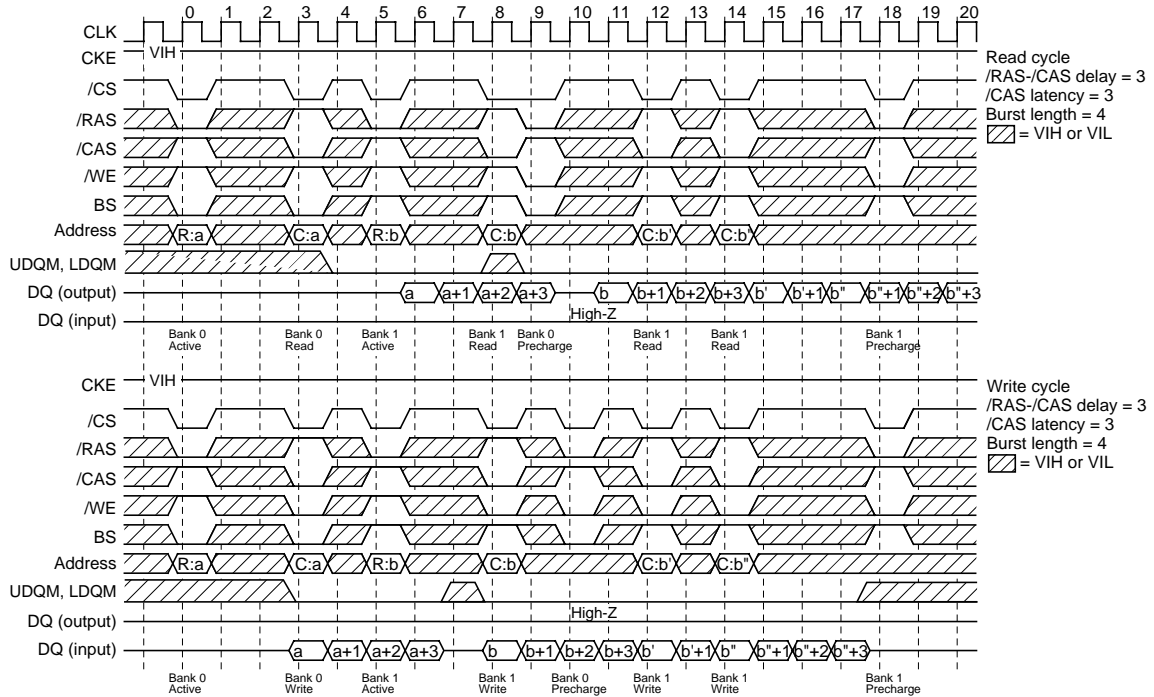 0 1 2 3 4 5 6 7 8 9 10 11 12 13 14 15 16 17 18 19 20
CLK
CKE VIH
/CS
/RAS
/CAS
/WE
BS
Address R:a C:a R:b C:b C:b' C:b"
UDQM, LDQM
DQ (output) a a+1 a+2 a+3 b b+1 b+2 b+3 b' b'+1 b" b"+1 b"+2 b"+3
High-Z
DQ (input)
Bank 0 Bank 0 Bank 1 Bank 1 Bank 0 Bank 1 Bank 1 Bank 1
Active Read Active Read Precharge Read Read Precharge
Read cycle
/RAS-/CAS delay = 3
/CAS latency = 3
Burst length = 4
= VIH or VIL
CKE VIH
/CS
/RAS
/CAS
/WE
BS
Address R:a C:a R:b C:b C:b' C:b"
UDQM, LDQM
High-Z
DQ (output)
DQ (input) a a+1 a+2 a+3 b b+1 b+2 b+3 b' b'+1 b" b"+1 b"+2 b"+3
Bank 0 Bank 0 Bank 1 Bank 1 Bank 0 Bank 1 Bank 1 Bank 1
Active Write Active Write Precharge Write Write Precharge
Write cycle
/RAS-/CAS delay = 3
/CAS latency = 3
Burst length = 4
= VIH or VIL